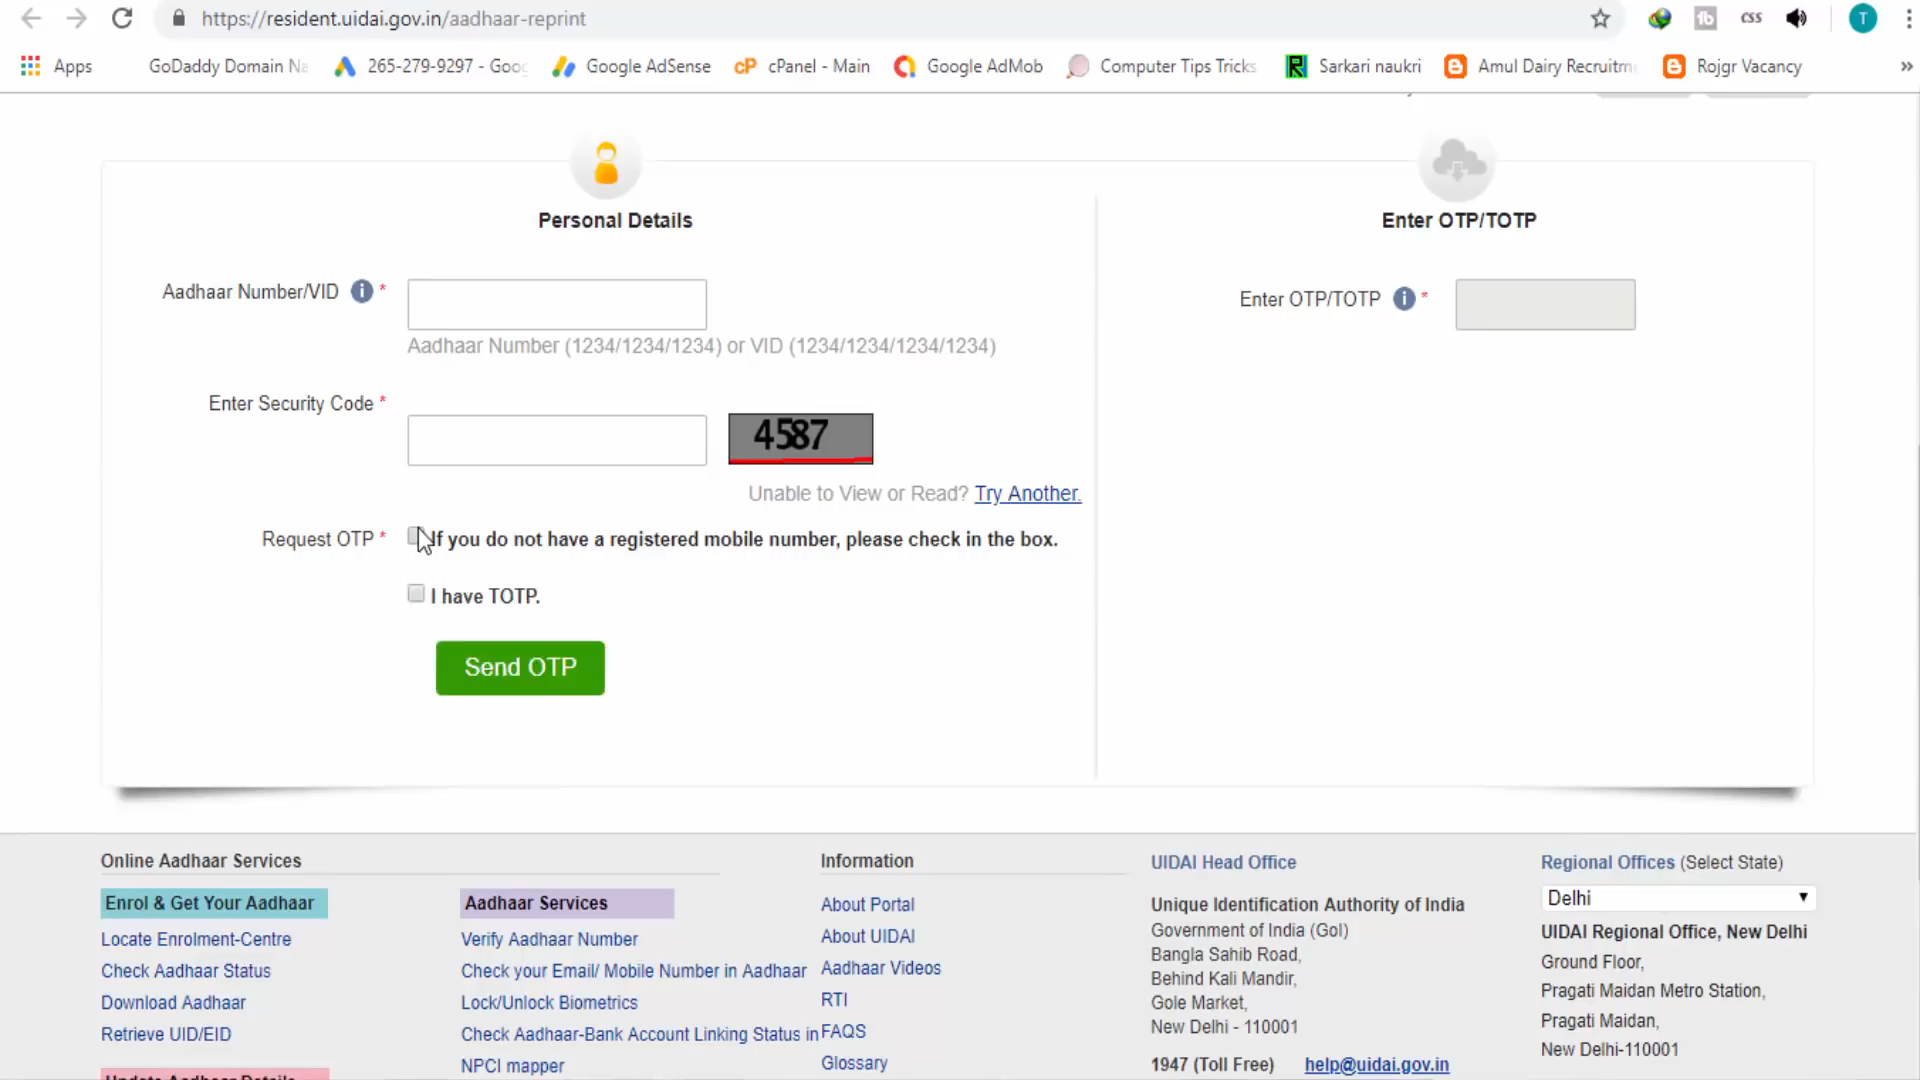 https://resident.uidai.gov.in/aadhaar-reprint
css
T
Apps
GoDaddy Domain Na
265-279-9297 - Goog
Google AdSense
cPanel - Main
Google AdMob
Computer Tips Tricks
Sarkari naukri
Amul Dairy Recruitm
Rojgr Vacancy
»
Personal Details
Enter OTP/TOTP
Aadhaar Number/VID i *
Aadhaar Number (1234/1234/1234) or VID (1234/1234/1234/1234)
Enter OTP/TOTP i *
Enter Security Code *
4587
Unable to View or Read? Try Another.
Request OTP *
If you do not have a registered mobile number, please check in the box.
I have TOTP.
Send OTP
Online Aadhaar Services
Enrol & Get Your Aadhaar
Locate Enrolment-Centre
Check Aadhaar Status
Download Aadhaar
Retrieve UID/EID
Update Aadhaar Details
Aadhaar Services
Verify Aadhaar Number
Check your Email/ Mobile Number in Aadhaar
Lock/Unlock Biometrics
Check Aadhaar-Bank Account Linking Status in
NPCI mapper
Information
About Portal
About UIDAI
Aadhaar Videos
RTI
FAQS
Glossary
UIDAI Head Office
Unique Identification Authority of India
Government of India (GoI)
Bangla Sahib Road,
Behind Kali Mandir,
Gole Market,
New Delhi - 110001
1947 (Toll Free) help@uidai.gov.in
Regional Offices (Select State)
Delhi
UIDAI Regional Office, New Delhi
Ground Floor,
Pragati Maidan Metro Station,
Pragati Maidan,
New Delhi-110001